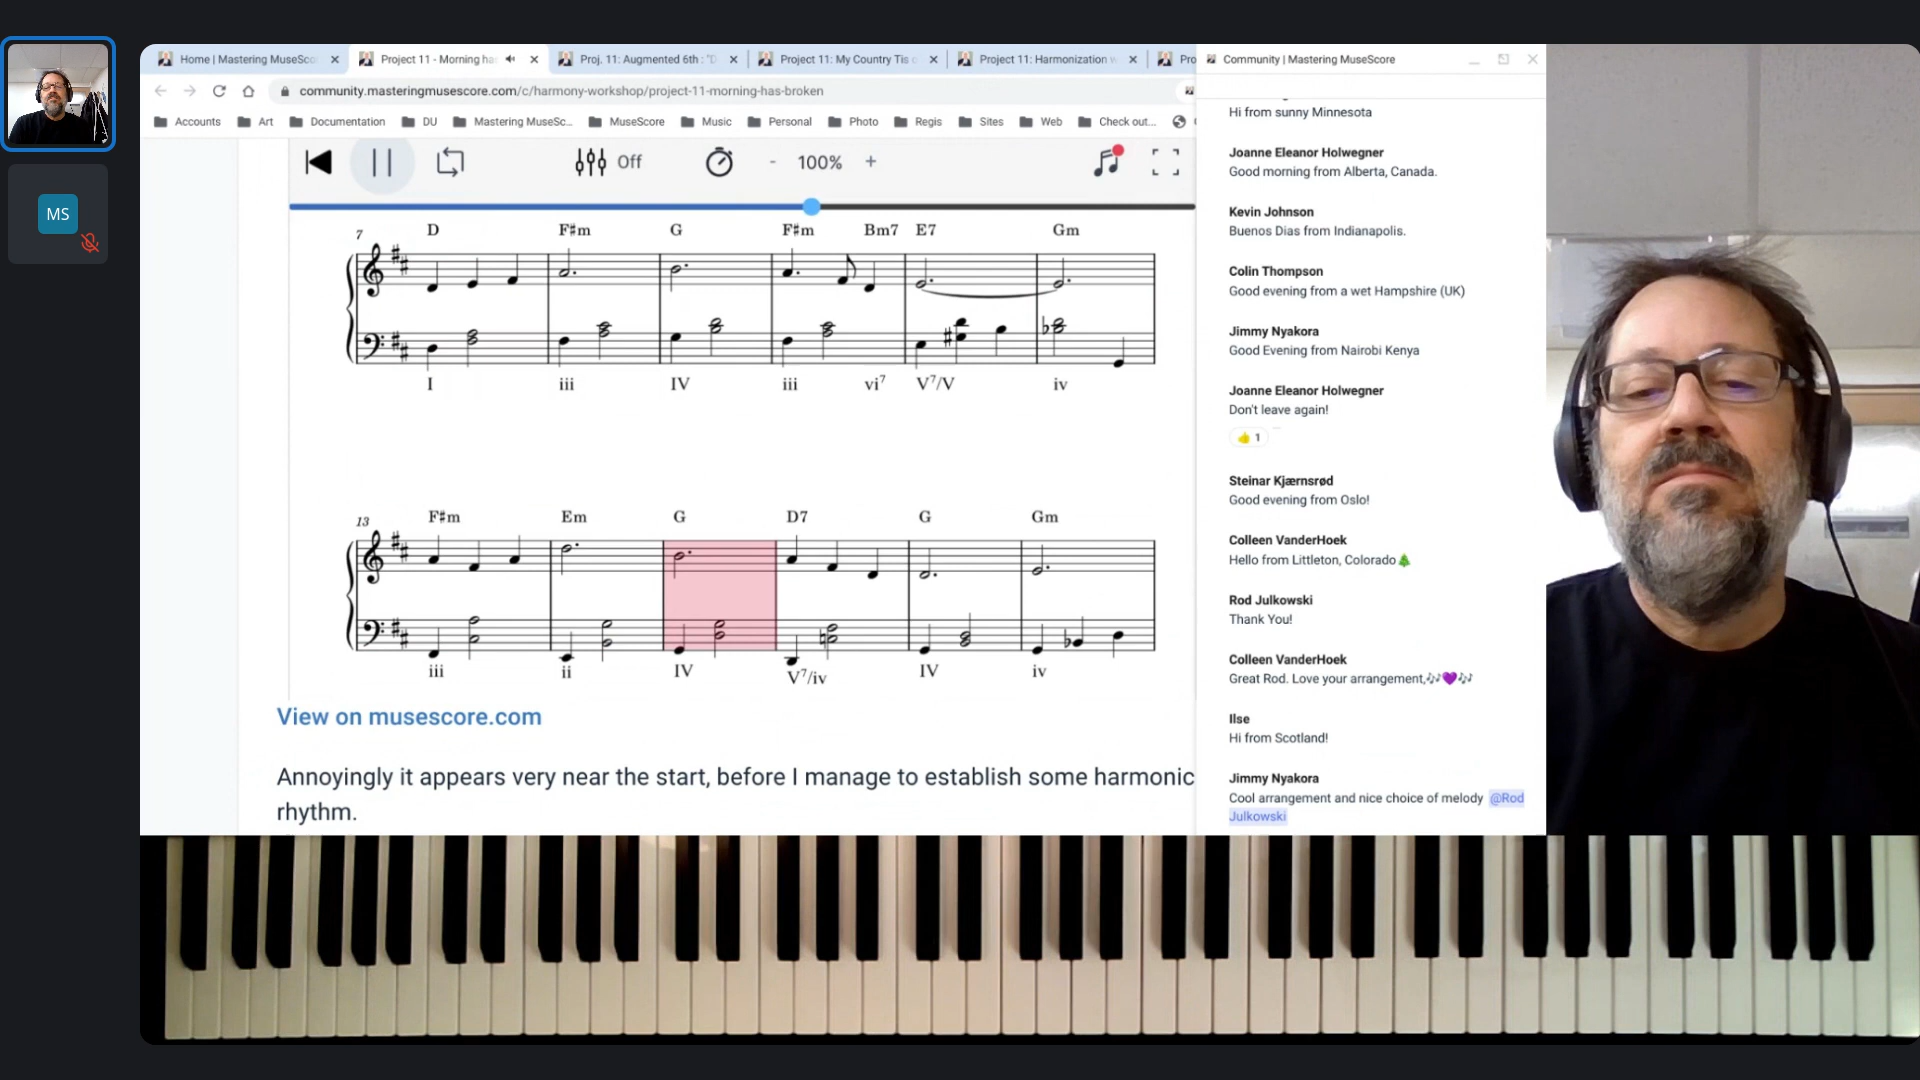 Home | Mastering MuseSco
Project 11 - Morning ha
Proj. 11: Augmented 6th : "D
Project 11: My Country Tis o
Project 11: Harmonization w
Pro
Community | Mastering MuseScore
community.masteringmusescore.com/c/harmony-workshop/project-11-morning-has-broken
Accounts
Art
Documentation
DU
Mastering MuseSc...
MuseScore
Music
Personal
Photo
Regis
Sites
Web
Check out...
MS
Off
- 100% +
7
D F#m G F#m Bm7 E7 Gm
I iii IV iii vi7 V7/V iv
13
F#m Em G D7 G Gm
iii ii IV V7/iv IV iv
View on musescore.com
Annoyingly it appears very near the start, before I manage to establish some harmonic
rhythm.
Hi from sunny Minnesota
Joanne Eleanor Holwegner
Good morning from Alberta, Canada.
Kevin Johnson
Buenos Dias from Indianapolis.
Colin Thompson
Good evening from a wet Hampshire (UK)
Jimmy Nyakora
Good Evening from Nairobi Kenya
Joanne Eleanor Holwegner
Don't leave again!
👍 1
Steinar Kjærnsrød
Good evening from Oslo!
Colleen VanderHoek
Hello from Littleton, Colorado🎄
Rod Julkowski
Thank You!
Colleen VanderHoek
Great Rod. Love your arrangement,🎶💜🎶
Ilse
Hi from Scotland!
Jimmy Nyakora
Cool arrangement and nice choice of melody @Rod
Julkowski